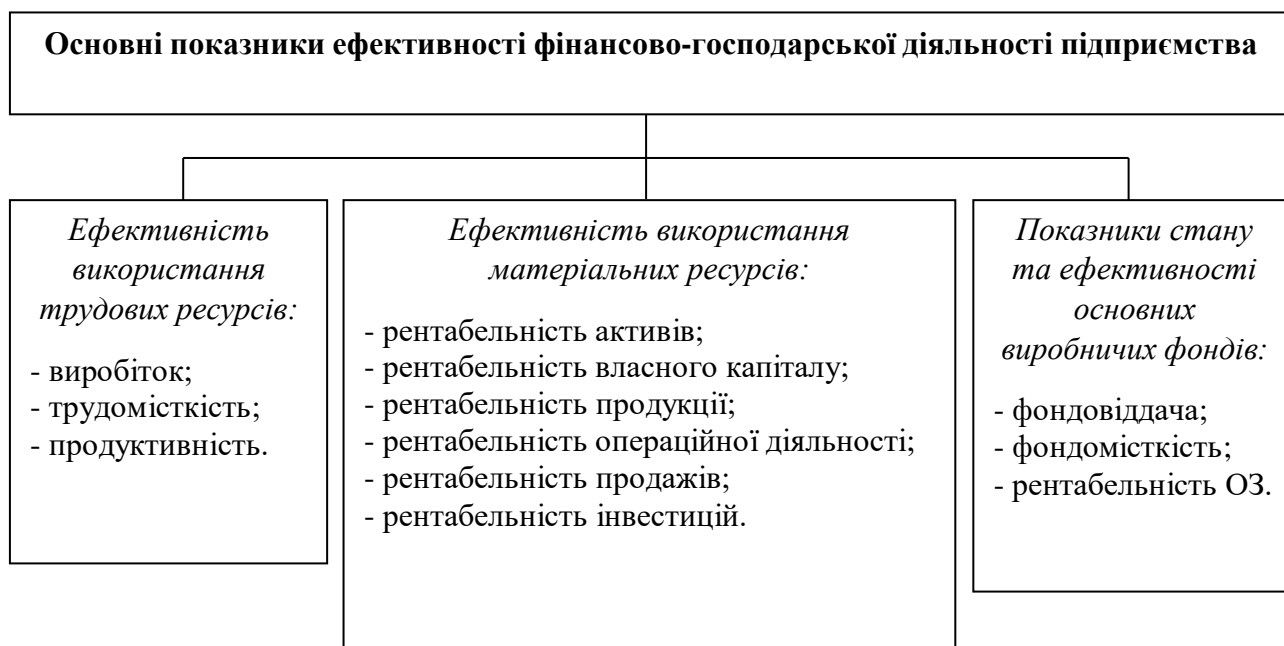 Основні показники ефективності фінансово-господарської діяльності підприємства
Ефективність
використання
трудових ресурсів:
- виробіток;
- трудомісткість;
- продуктивність.
Ефективність використання
матеріальних ресурсів:
- рентабельність активів;
- рентабельність власного капіталу;
- рентабельність продукції;
- рентабельність операційної діяльності;
- рентабельність продажів;
- рентабельність інвестицій.
Показники стану
та ефективності
основних
виробничих фондів:
- фондовіддача;
- фондомісткість;
- рентабельність ОЗ.